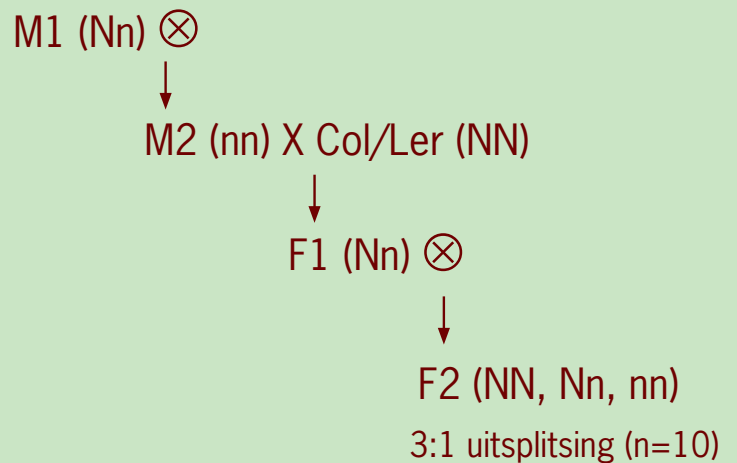 M1 (Nn) ⊗
M2 (nn) X Col/Ler (NN)
F1 (Nn) ⊗
F2 (NN, Nn, nn)
3:1 uitsplitsing (n=10)